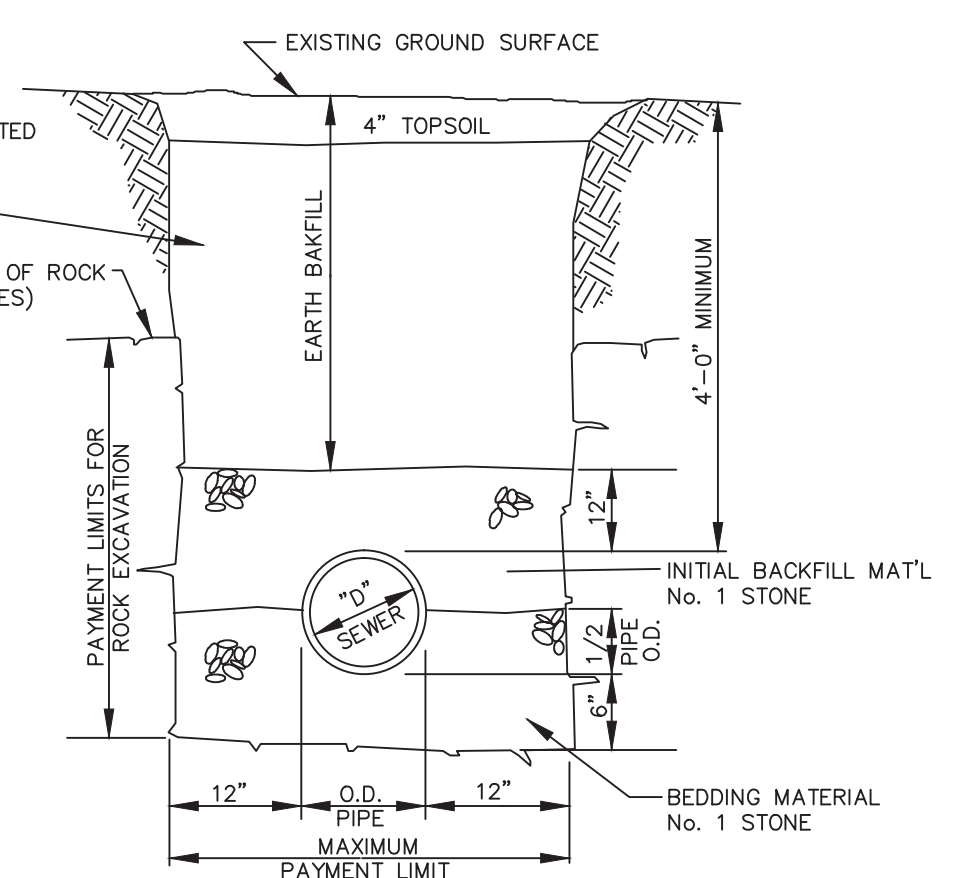 EXISTING GROUND SURFACE
4" TOPSOIL
TED
OF ROCK
ES)
EARTH BAKFILL
4'-0" MINIMUM
PAYMENT LIMITS FOR
ROCK EXCAVATION
12"
INITIAL BACKFILL MAT'L
No. 1 STONE
"D"
SEWER
1/2
PIPE
O.D.
6"
12"
O.D.
PIPE
12"
BEDDING MATERIAL
No. 1 STONE
MAXIMUM
PAYMENT LIMIT